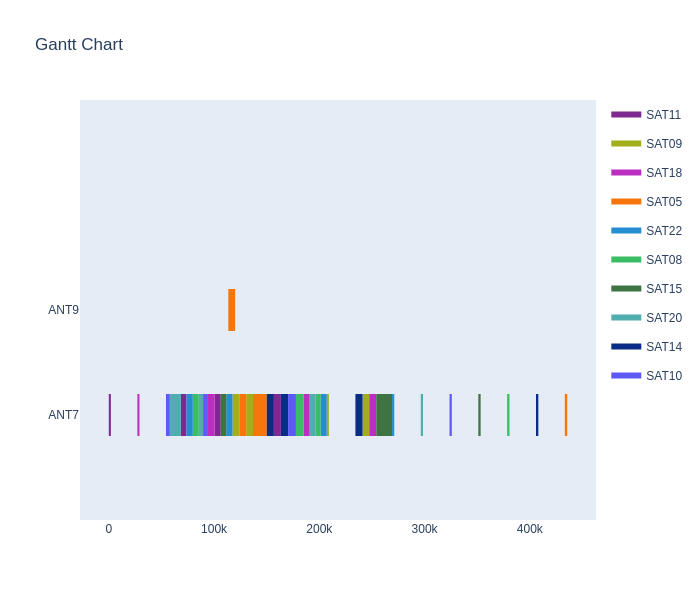 Gantt Chart
SAT11
SAT09
SAT18
SAT05
SAT22
SAT08
SAT15
SAT20
SAT14
SAT10
ANT9
ANT7
0 100k 200k 300k 400k